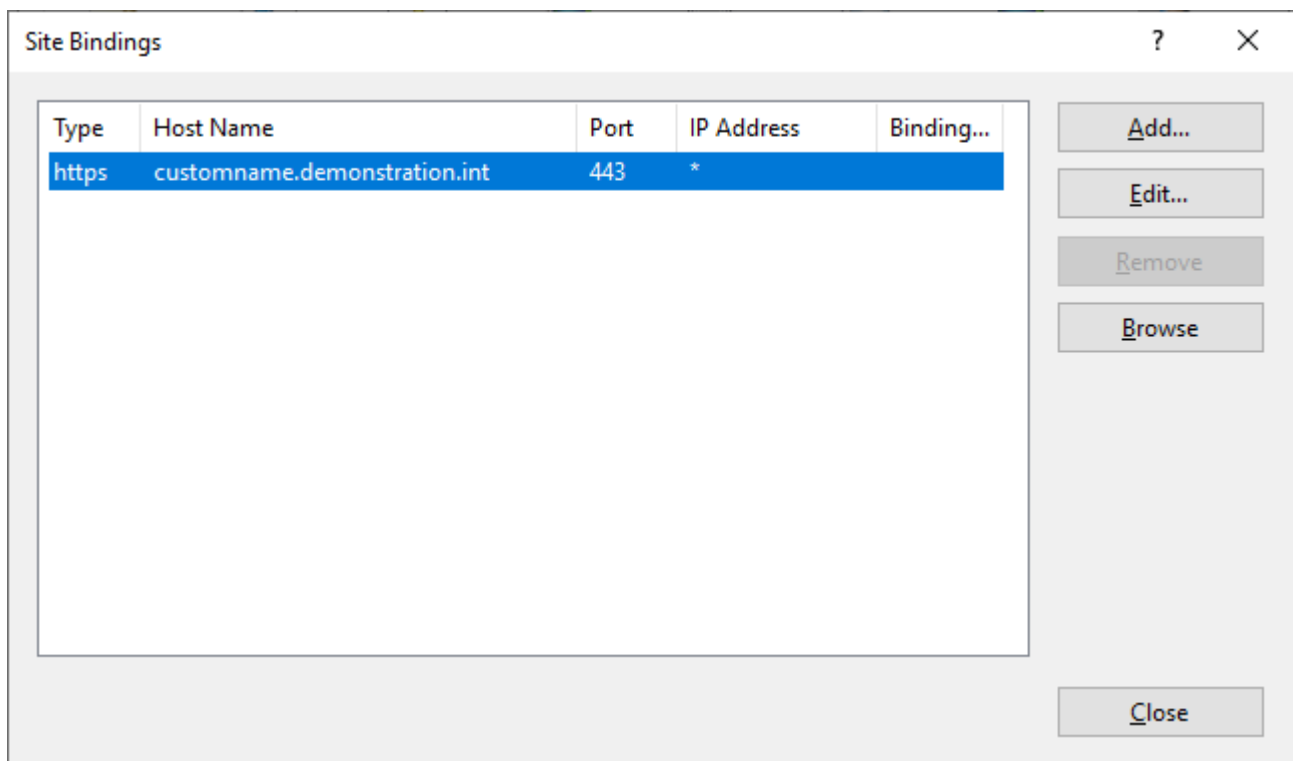 Site Bindings ?
Type Host Name Port IP Address Binding...
https customname.demonstration.int 443 *
Add...
Edit...
Remove
Browse
Close